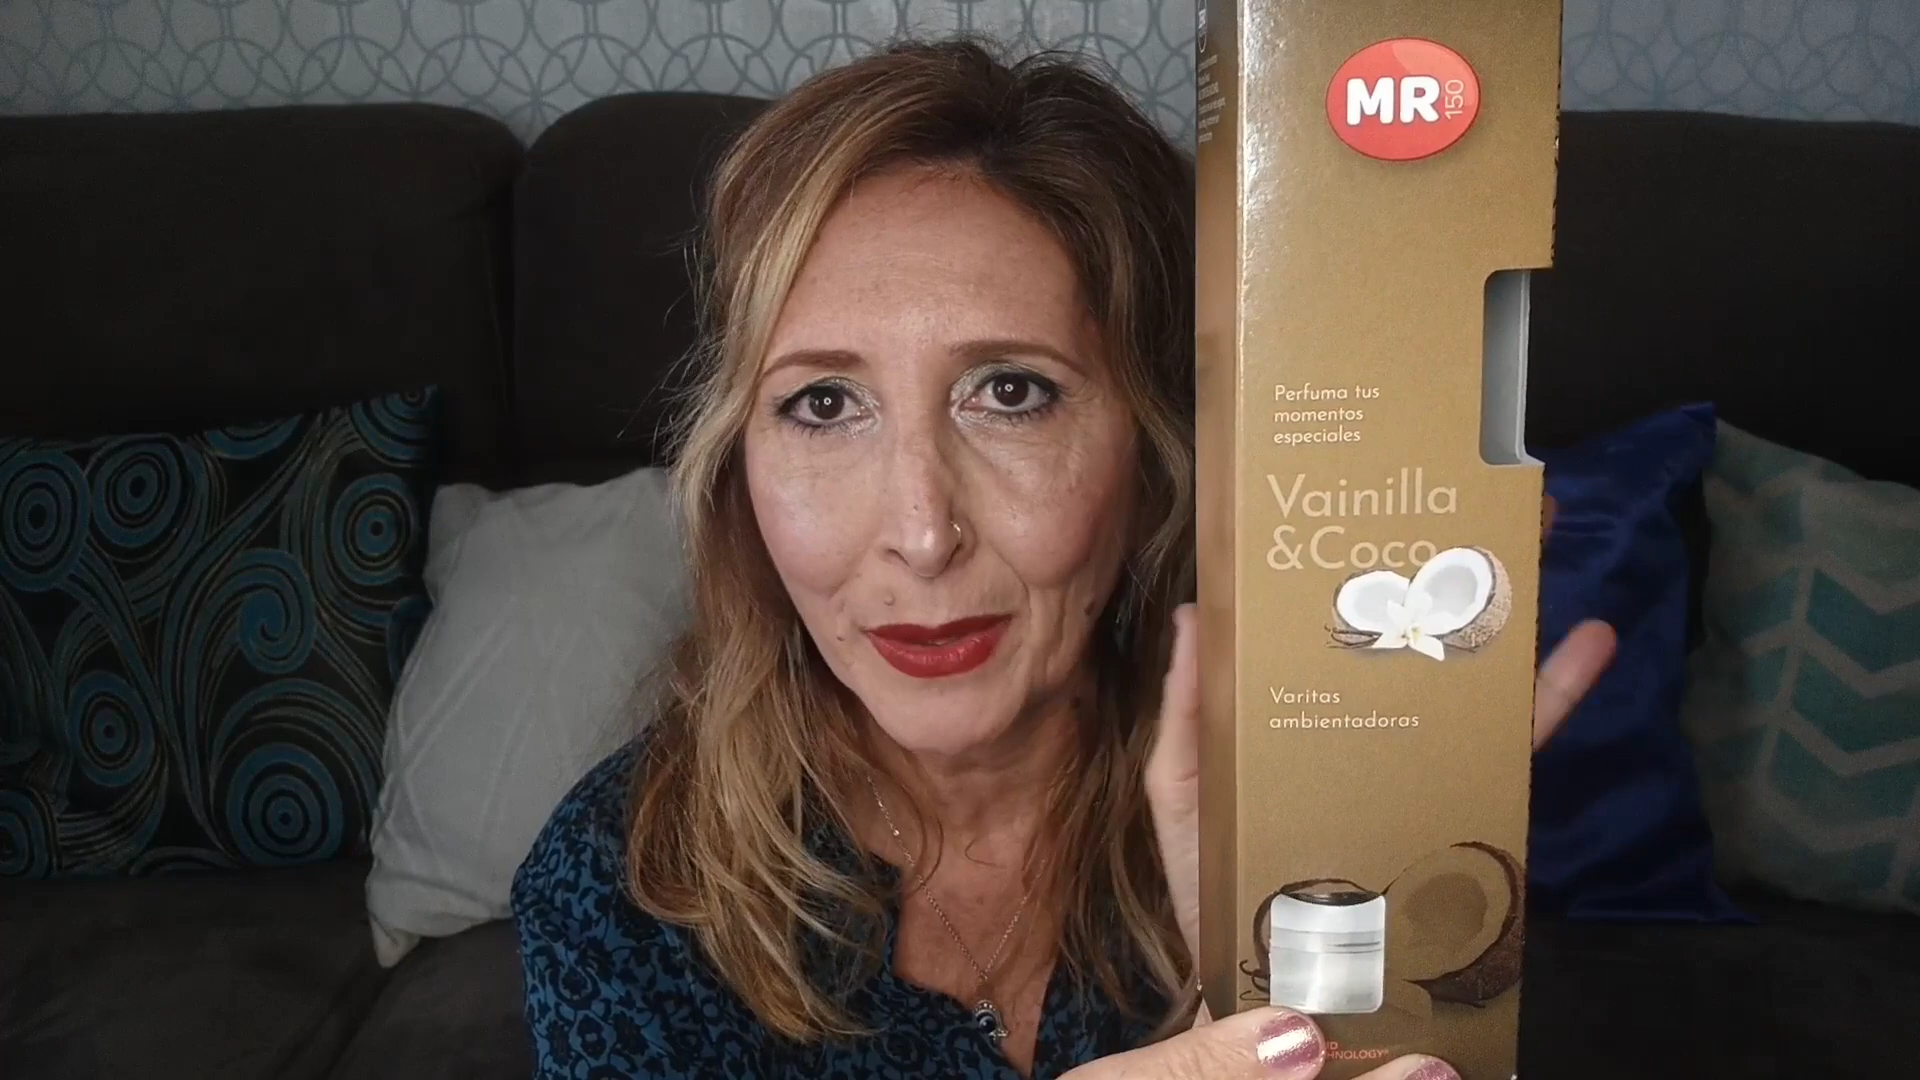 MR 150
Perfuma tus
momentos
especiales
Vainilla
&Coco
Varitas
ambientadoras